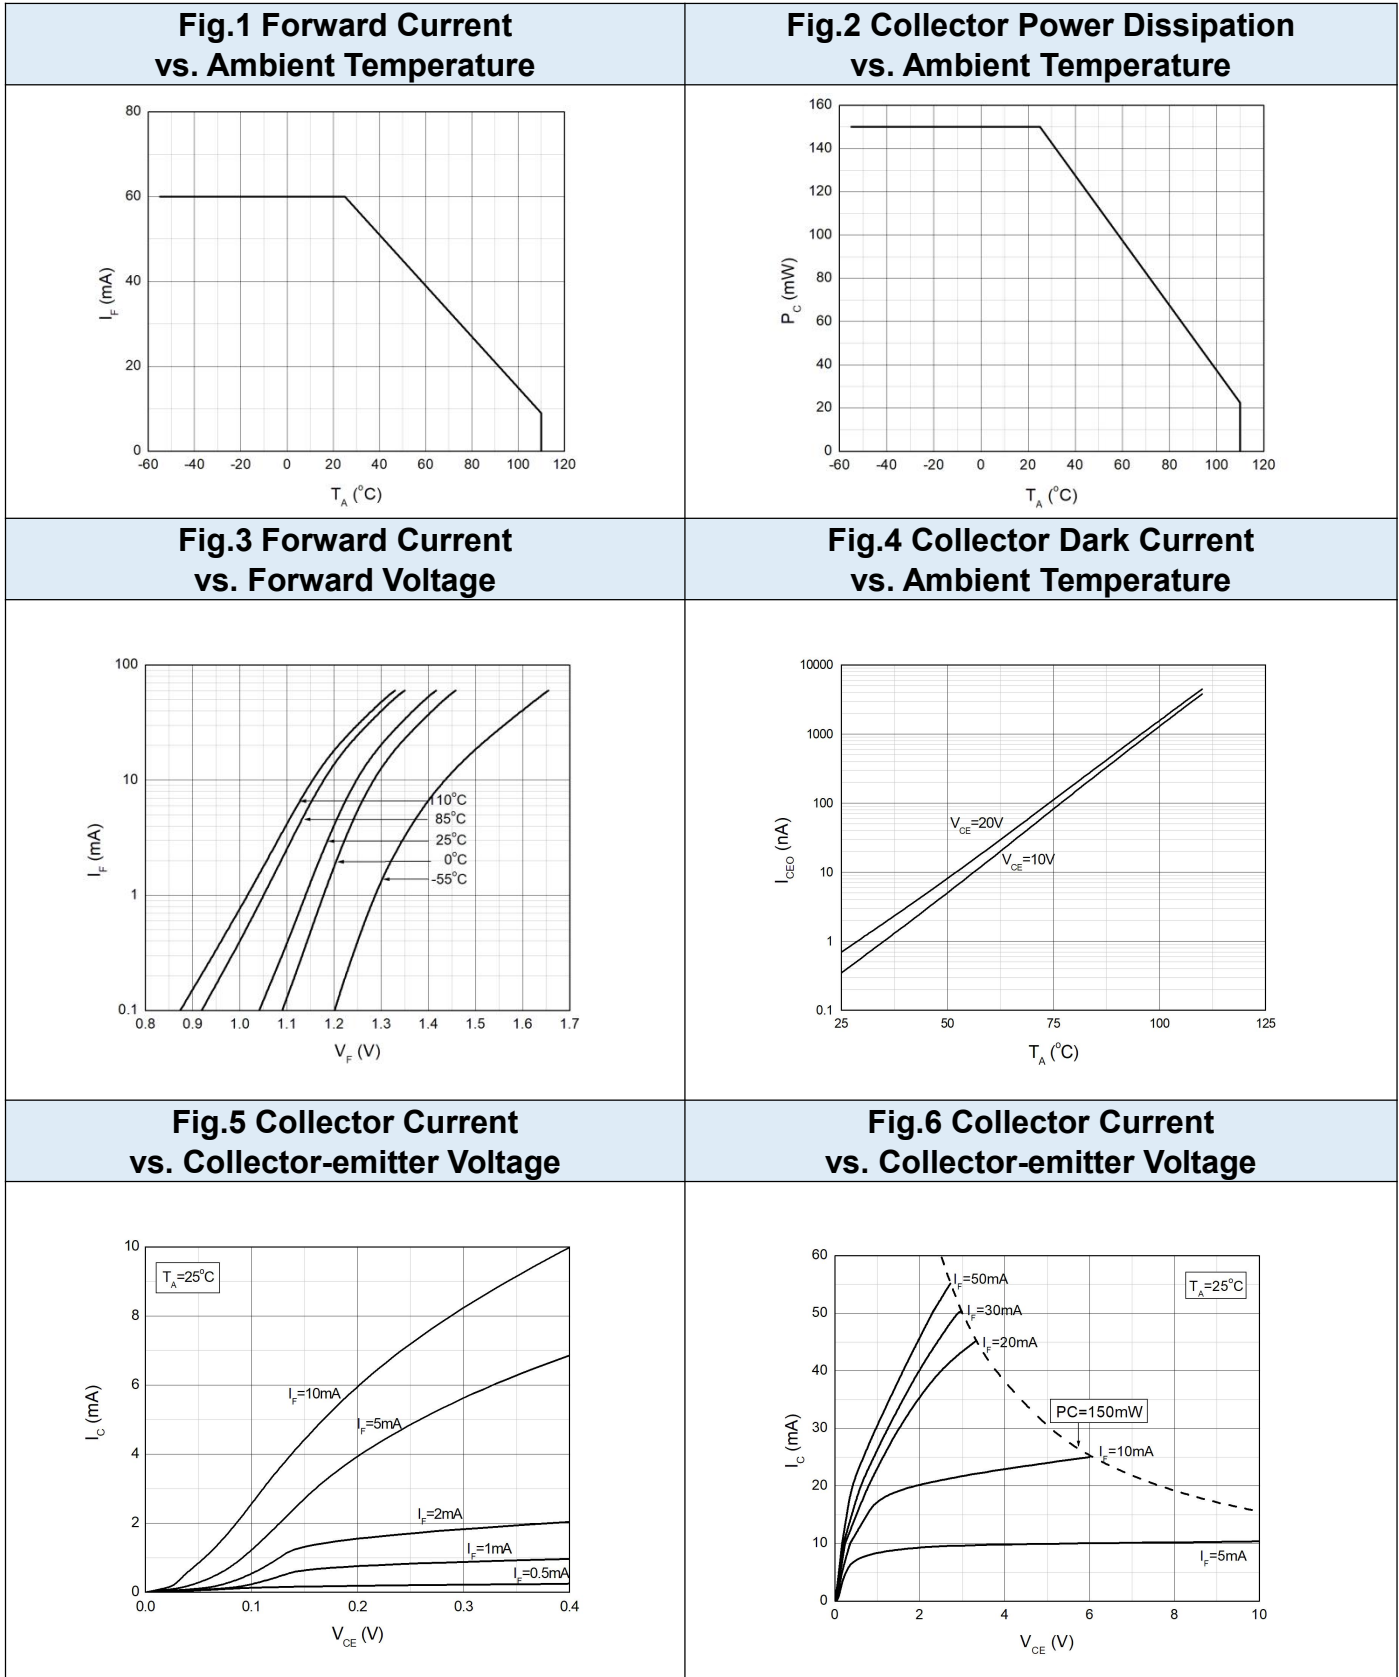 Fig.1 Forward Current
vs. Ambient Temperature
80
60
40
20
0
I_F (mA)
-60 -40 -20 0 20 40 60 80 100 120
T_A (°C)
Fig.2 Collector Power Dissipation
vs. Ambient Temperature
160
140
120
100
80
60
40
20
0
P_C (mW)
-60 -40 -20 0 20 40 60 80 100 120
T_A (°C)
Fig.3 Forward Current
vs. Forward Voltage
100
10
1
0.1
I_F (mA)
110°C
85°C
25°C
0°C
-55°C
0.8 0.9 1.0 1.1 1.2 1.3 1.4 1.5 1.6 1.7
V_F (V)
Fig.4 Collector Dark Current
vs. Ambient Temperature
10000
1000
100
10
1
0.1
I_CEO (nA)
V_CE=20V
V_CE=10V
25 50 75 100 125
T_A (°C)
Fig.5 Collector Current
vs. Collector-emitter Voltage
10
8
6
4
2
0
I_C (mA)
T_A=25°C
I_F=10mA
I_F=5mA
I_F=2mA
I_F=1mA
I_F=0.5mA
0.0 0.1 0.2 0.3 0.4
V_CE (V)
Fig.6 Collector Current
vs. Collector-emitter Voltage
60
50
40
30
20
10
0
I_C (mA)
I_F=50mA
T_A=25°C
I_F=30mA
I_F=20mA
PC=150mW
I_F=10mA
I_F=5mA
0 2 4 6 8 10
V_CE (V)